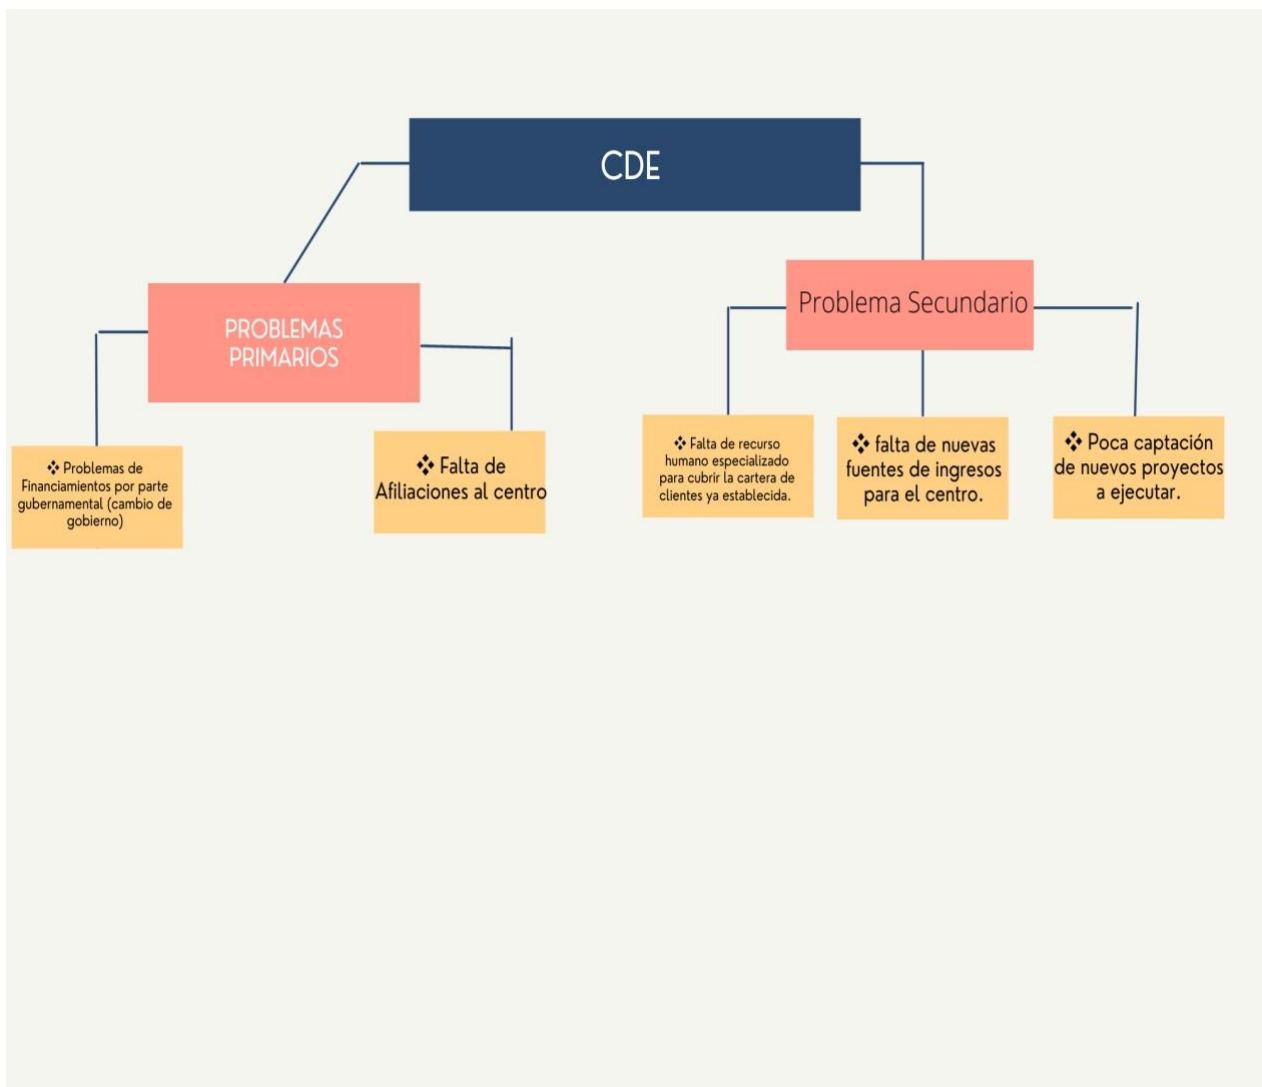 CDE
PROBLEMAS
PRIMARIOS
Problema Secundario
❖ Problemas de
Financiamientos por parte
gubernamental (cambio de
gobierno)
❖ Falta de
Afiliaciones al centro
❖ Falta de recurso
humano especializado
para cubrir la cartera de
clientes ya establecida.
❖ falta de nuevas
fuentes de ingresos
para el centro.
❖ Poca captación
de nuevos proyectos
a ejecutar.